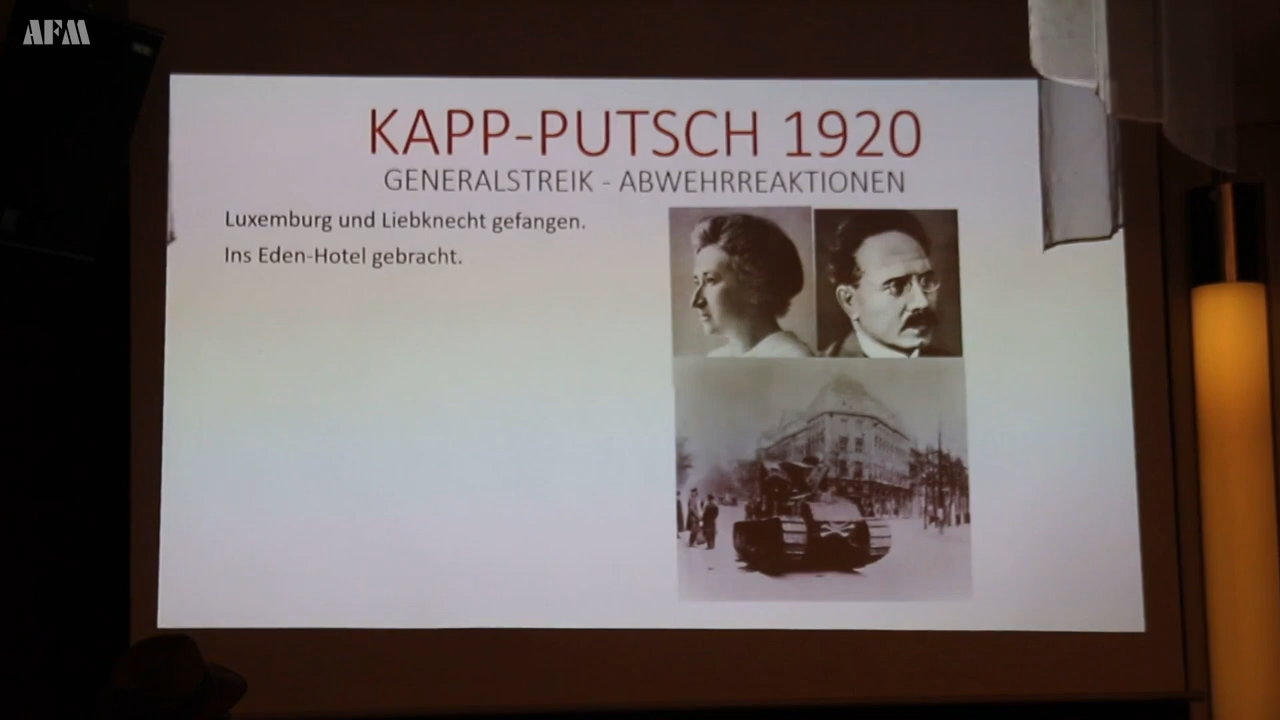 AFM
KAPP-PUTSCH 1920
GENERALSTREIK - ABWEHRREAKTIONEN
Luxemburg und Liebknecht gefangen.
Ins Eden-Hotel gebracht.